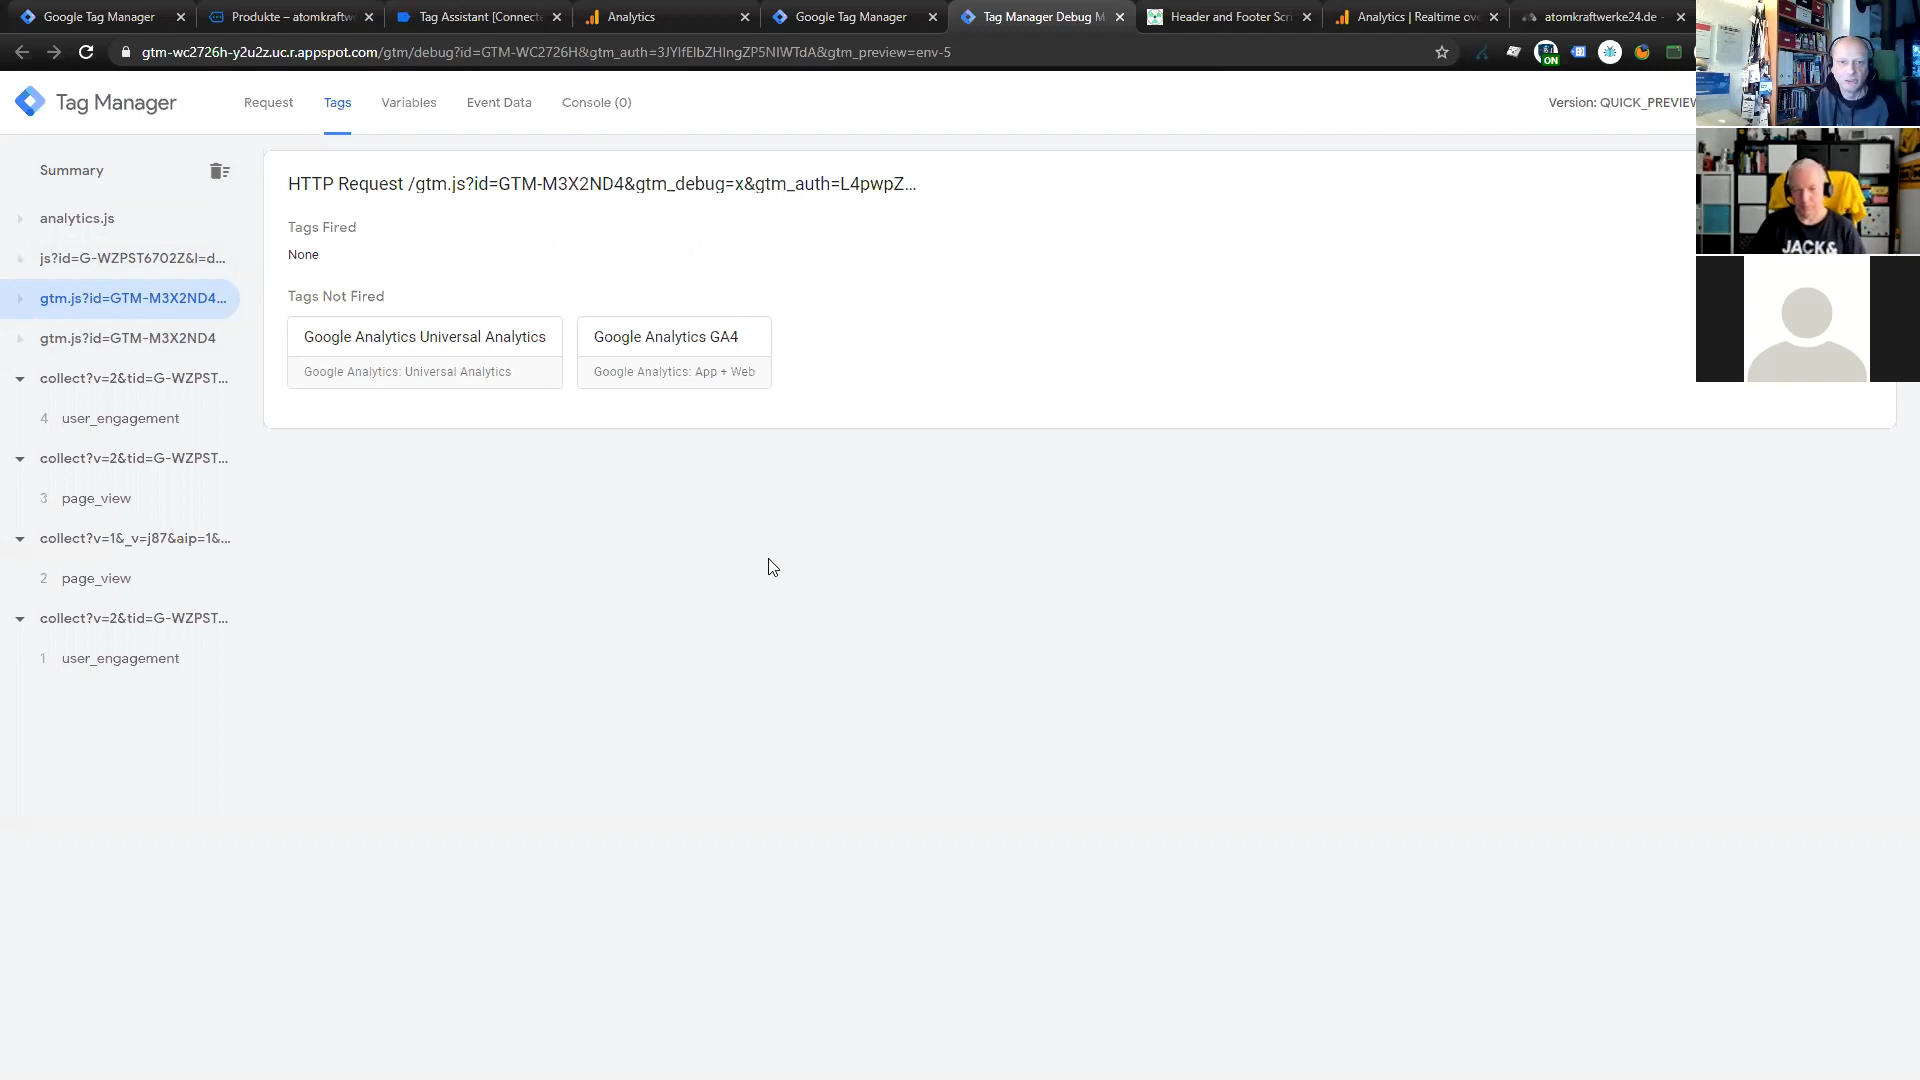 Google Tag Manager
Produkte – atomkraftw
Tag Assistant [Connecte
Analytics
Google Tag Manager
Tag Manager Debug M
Header and Footer Scri
Analytics | Realtime ov
atomkraftwerke24.de -
gtm-wc2726h-y2u2z.uc.r.appspot.com/gtm/debug?id=GTM-WC2726H&gtm_auth=3JYlfElbZHIngZP5NIWTdA&gtm_preview=env-5
ON
Tag Manager
Request
Tags
Variables
Event Data
Console (0)
Version: QUICK_PREVIEW
Summary
analytics.js
js?id=G-WZPST6702Z&l=d...
gtm.js?id=GTM-M3X2ND4...
gtm.js?id=GTM-M3X2ND4
collect?v=2&tid=G-WZPST...
4 user_engagement
collect?v=2&tid=G-WZPST...
3 page_view
collect?v=1&_v=j87&aip=1&...
2 page_view
collect?v=2&tid=G-WZPST...
1 user_engagement
HTTP Request /gtm.js?id=GTM-M3X2ND4&gtm_debug=x&gtm_auth=L4pwpZ...
Tags Fired
None
Tags Not Fired
Google Analytics Universal Analytics
Google Analytics: Universal Analytics
Google Analytics GA4
Google Analytics: App + Web
JACK&